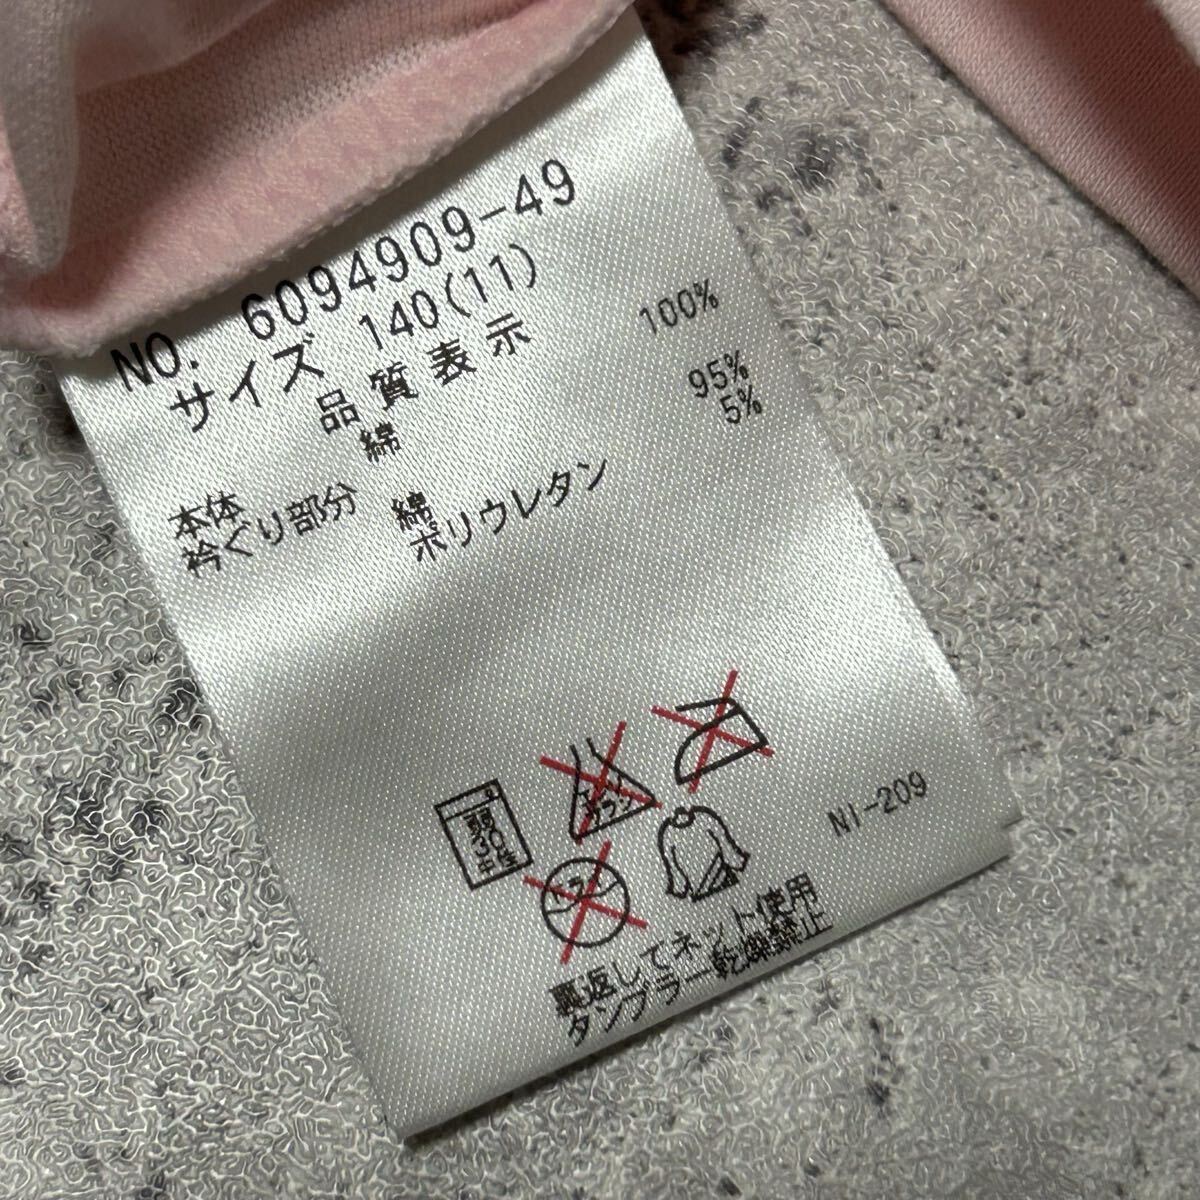 NO. 6094909-49
サイズ 140(11)
品質表示
本体 綿 100%
衿ぐり部分 綿 95%
ポリウレタン 5%
NI-209
裏返してネット使用
タンブラー乾燥禁止